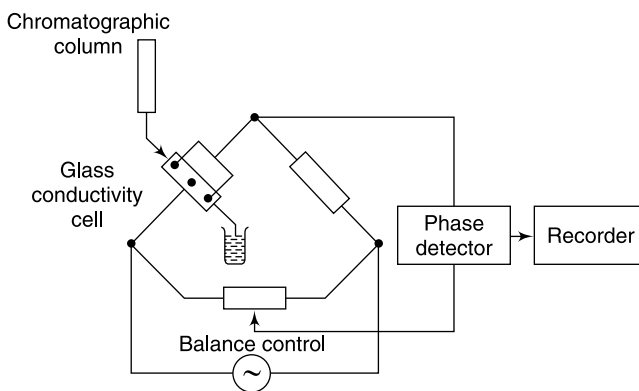 Chromatographic
column
Glass
conductivity
cell
Phase
detector
Recorder
Balance control
~